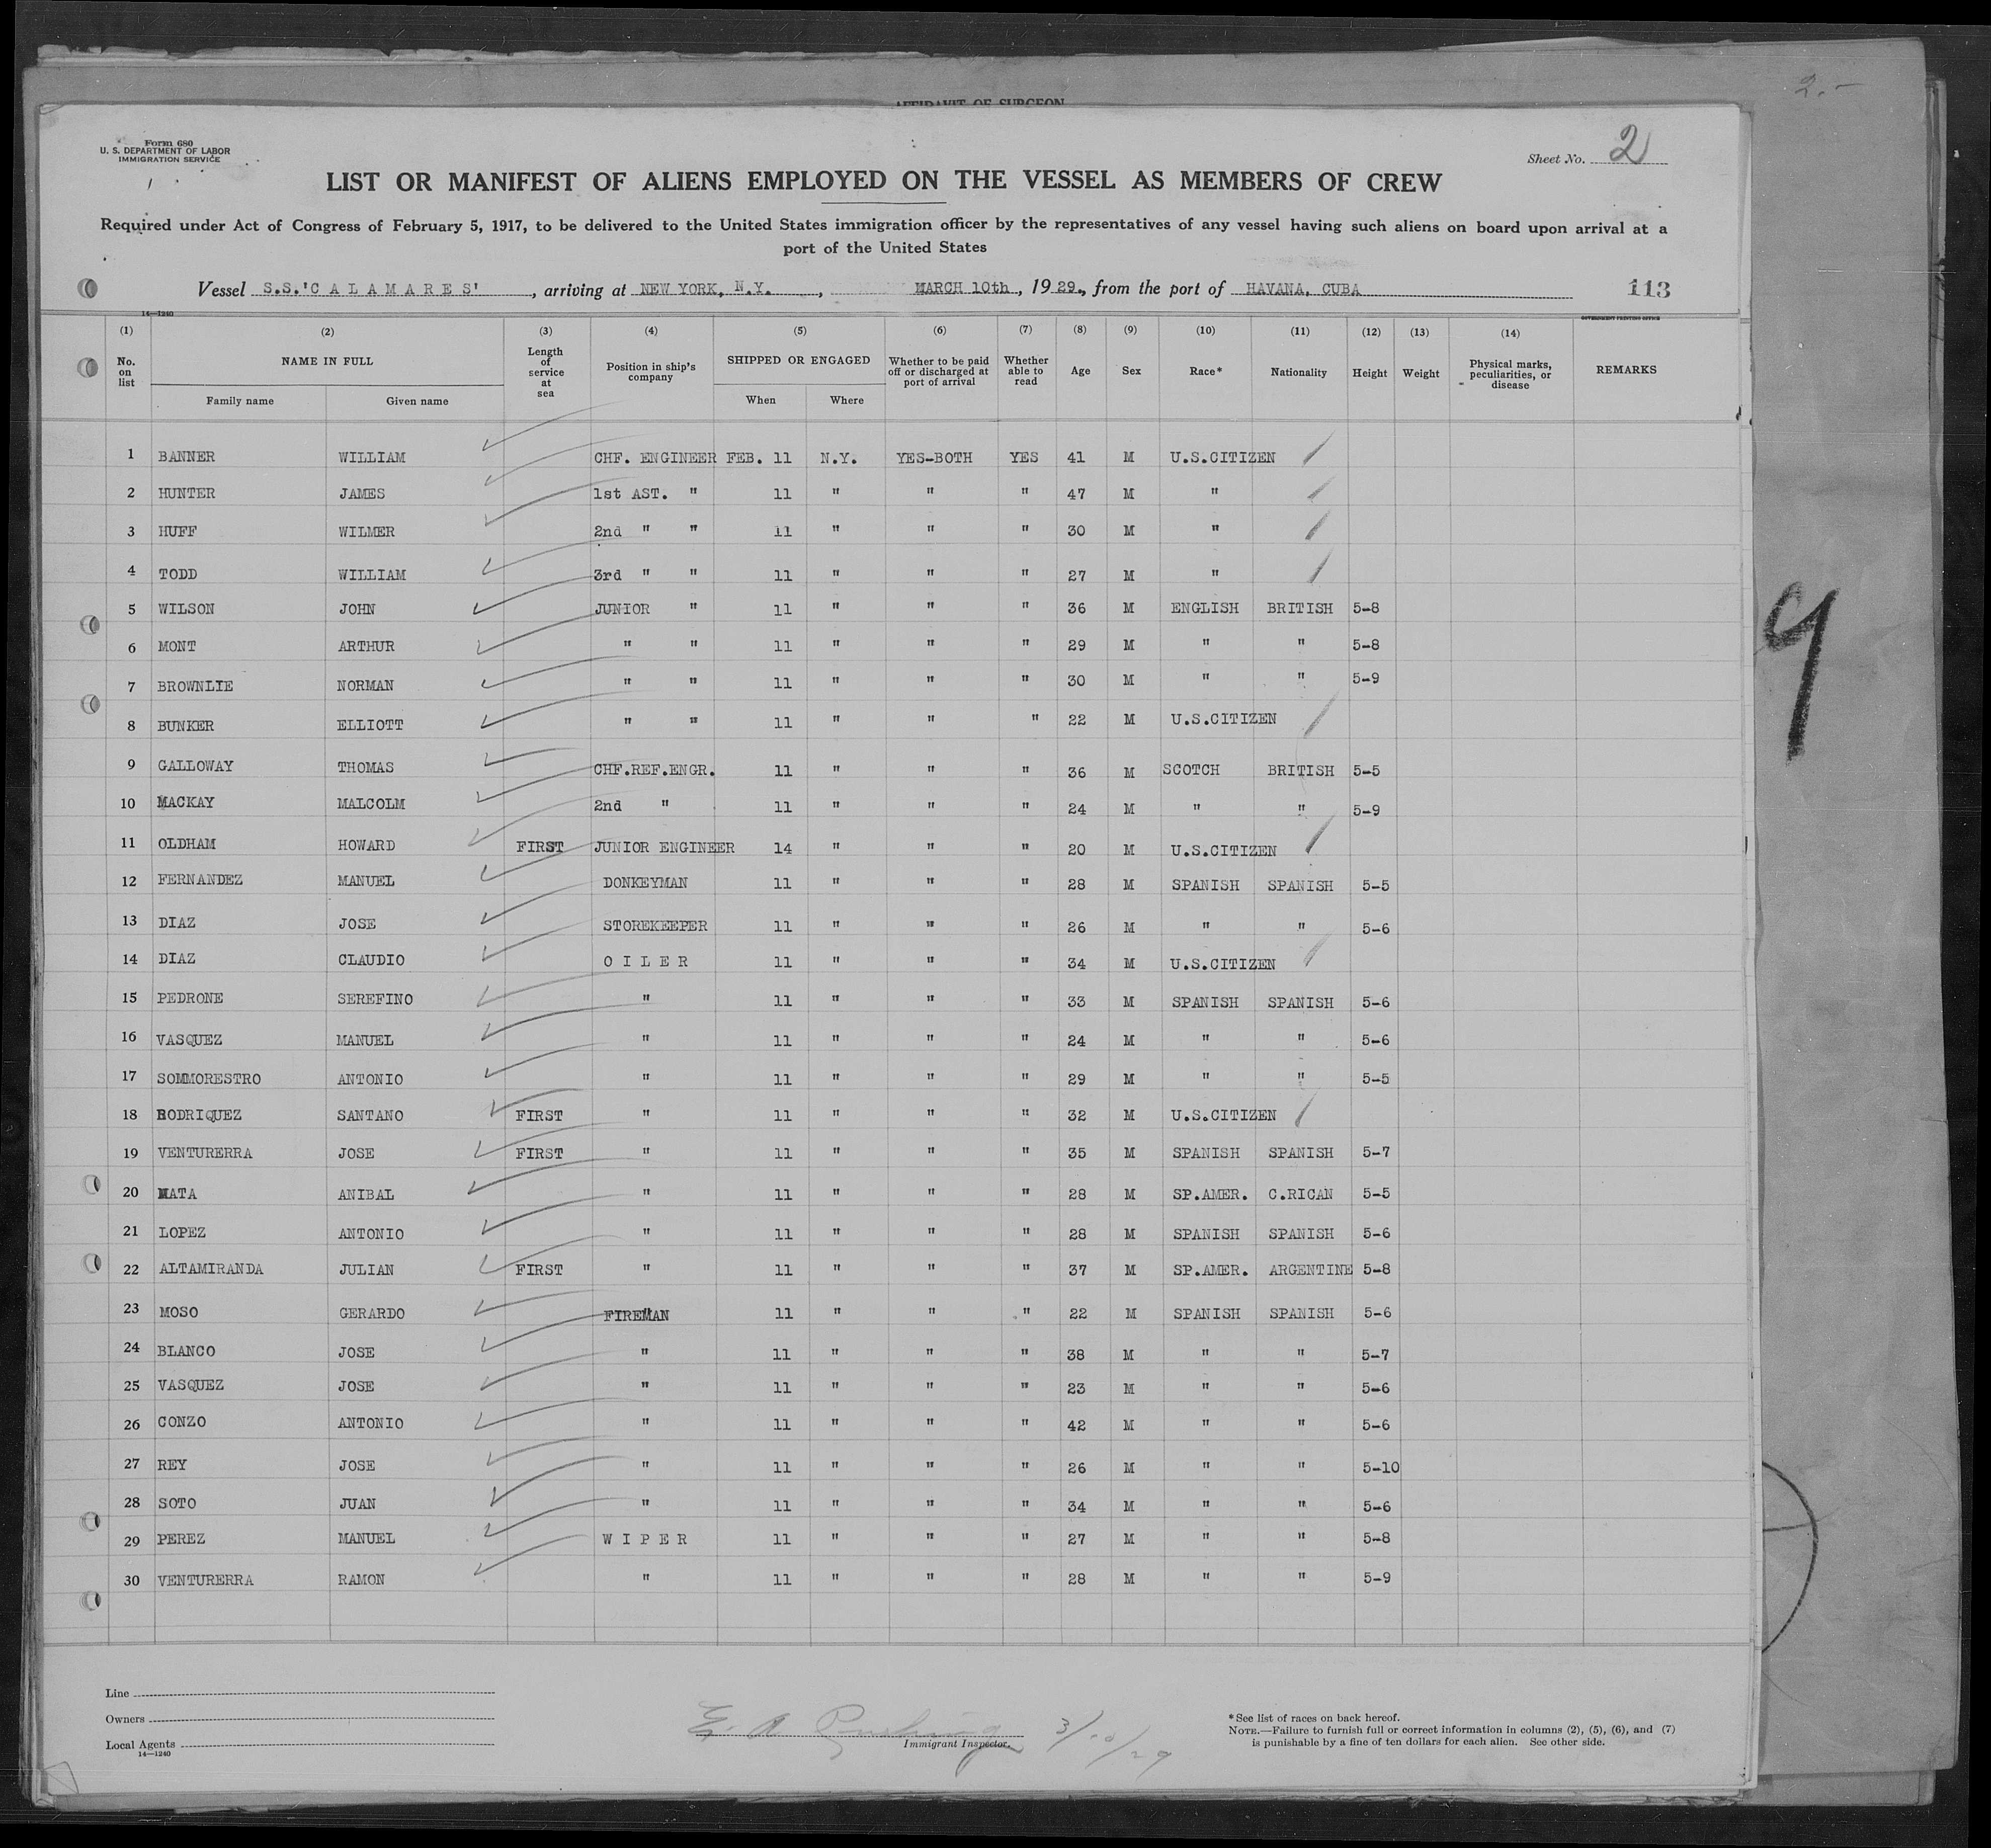 AFFIDAVIT OF SURGEON
2.-
Form 680
U. S. DEPARTMENT OF LABOR
IMMIGRATION SERVICE
Sheet No. 2
LIST OR MANIFEST OF ALIENS EMPLOYED ON THE VESSEL AS MEMBERS OF CREW
Required under Act of Congress of February 5, 1917, to be delivered to the United States immigration officer by the representatives of any vessel having such aliens on board upon arrival at a
port of the United States
Vessel S.S.'CALAMARES', arriving at NEW YORK, N.Y., MARCH 10th, 1929., from the port of HAVANA, CUBA 113
14—1240 GOVERNMENT PRINTING OFFICE
(1) (2) (3) (4) (5) (6) (7) (8) (9) (10) (11) (12) (13) (14)
No. on list NAME IN FULL Length of service at sea Position in ship's company SHIPPED OR ENGAGED Whether to be paid off or discharged at port of arrival Whether able to read Age Sex Race* Nationality Height Weight Physical marks, peculiarities, or disease REMARKS
Family name Given name When Where
1 BANNER WILLIAM CHF. ENGINEER FEB. 11 N.Y. YES-BOTH YES 41 M U.S.CITIZEN
2 HUNTER JAMES 1st AST. " 11 " " " 47 M "
3 HUFF WILMER 2nd " " 11 " " " 30 M "
4 TODD WILLIAM 3rd " " 11 " " " 27 M "
5 WILSON JOHN JUNIOR " 11 " " " 36 M ENGLISH BRITISH 5-8
6 MONT ARTHUR " " 11 " " " 29 M " " 5-8
7 BROWNLIE NORMAN " " 11 " " " 30 M " " 5-9
8 BUNKER ELLIOTT " " 11 " " " 22 M U.S.CITIZEN
9 GALLOWAY THOMAS CHF.REF.ENGR. 11 " " " 36 M SCOTCH BRITISH 5-5
10 MACKAY MALCOLM 2nd " 11 " " " 24 M " " 5-9
11 OLDHAM HOWARD FIRST JUNIOR ENGINEER 14 " " " 20 M U.S.CITIZEN
12 FERNANDEZ MANUEL DONKEYMAN 11 " " " 28 M SPANISH SPANISH 5-5
13 DIAZ JOSE STOREKEEPER 11 " " " 26 M " " 5-6
14 DIAZ CLAUDIO OILER 11 " " " 34 M U.S.CITIZEN
15 PEDRONE SEREFINO " 11 " " " 33 M SPANISH SPANISH 5-6
16 VASQUEZ MANUEL " 11 " " " 24 M " " 5-6
17 SOMMORESTRO ANTONIO " 11 " " " 29 M " " 5-5
18 RODRIQUEZ SANTANO FIRST " 11 " " " 32 M U.S.CITIZEN
19 VENTURERRA JOSE FIRST " 11 " " " 35 M SPANISH SPANISH 5-7
20 MATA ANIBAL " 11 " " " 28 M SP.AMER. C.RICAN 5-5
21 LOPEZ ANTONIO " 11 " " " 28 M SPANISH SPANISH 5-6
22 ALTAMIRANDA JULIAN FIRST " 11 " " " 37 M SP.AMER. ARGENTINE 5-8
23 MOSO GERARDO FIREMAN 11 " " " 22 M SPANISH SPANISH 5-6
24 BLANCO JOSE " 11 " " " 38 M " " 5-7
25 VASQUEZ JOSE " 11 " " " 23 M " " 5-6
26 CONZO ANTONIO " 11 " " " 42 M " " 5-6
27 REY JOSE " 11 " " " 26 M " " 5-10
28 SOTO JUAN " 11 " " " 34 M " " 5-6
29 PEREZ MANUEL WIPER 11 " " " 27 M " " 5-8
30 VENTURERRA RAMON " 11 " " " 28 M " " 5-9
9
Line
Owners
Local Agents
14—1240
E. A 3/10/29
Immigrant Inspector.
*See list of races on back hereof.
NOTE.—Failure to furnish full or correct information in columns (2), (5), (6), and (7)
is punishable by a fine of ten dollars for each alien. See other side.